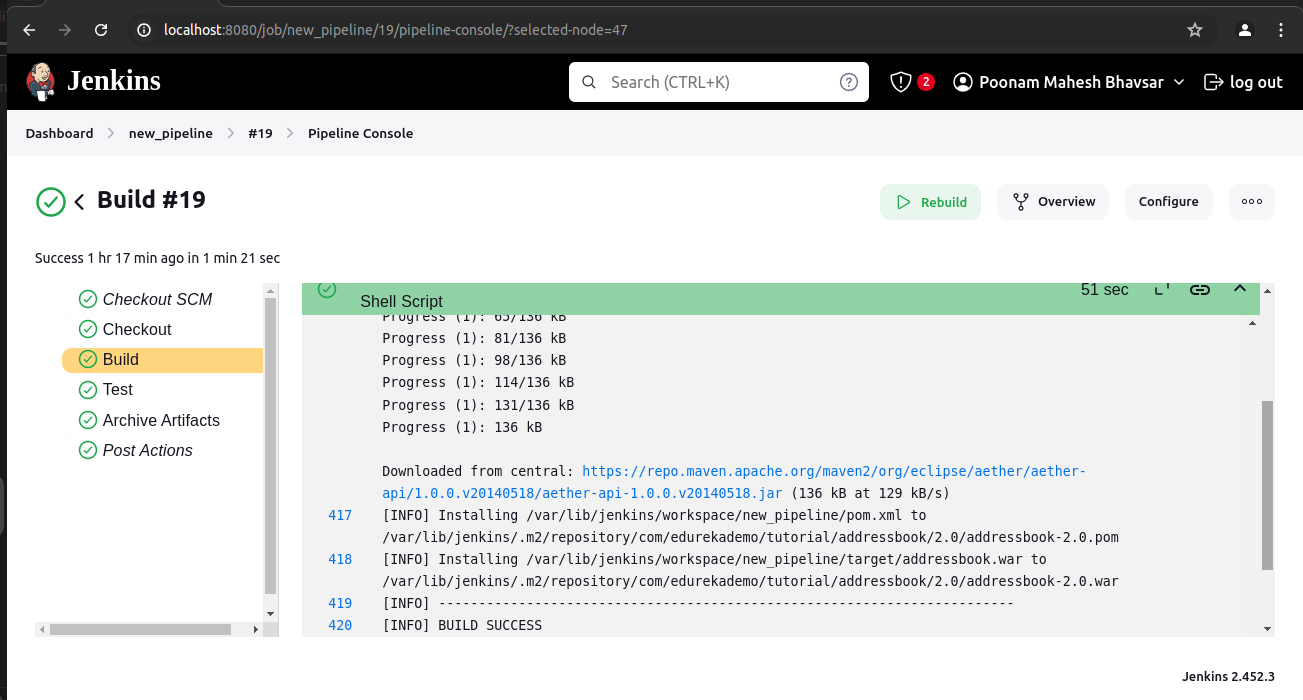 localhost:8080/job/new_pipeline/19/pipeline-console/?selected-node=47
Jenkins
Search (CTRL+K)
?
2
Poonam Mahesh Bhavsar
log out
Dashboard > new_pipeline > #19 > Pipeline Console
Build #19
Rebuild
Overview
Configure
Success 1 hr 17 min ago in 1 min 21 sec
Checkout SCM
Checkout
Build
Test
Archive Artifacts
Post Actions
Shell Script
51 sec
Progress (1): 65/136 kB
Progress (1): 81/136 kB
Progress (1): 98/136 kB
Progress (1): 114/136 kB
Progress (1): 131/136 kB
Progress (1): 136 kB
Downloaded from central: https://repo.maven.apache.org/maven2/org/eclipse/aether/aether-
api/1.0.0.v20140518/aether-api-1.0.0.v20140518.jar (136 kB at 129 kB/s)
417 [INFO] Installing /var/lib/jenkins/workspace/new_pipeline/pom.xml to
/var/lib/jenkins/.m2/repository/com/edurekademo/tutorial/addressbook/2.0/addressbook-2.0.pom
418 [INFO] Installing /var/lib/jenkins/workspace/new_pipeline/target/addressbook.war to
/var/lib/jenkins/.m2/repository/com/edurekademo/tutorial/addressbook/2.0/addressbook-2.0.war
419 [INFO] ------------------------------------------------------------------------
420 [INFO] BUILD SUCCESS
Jenkins 2.452.3